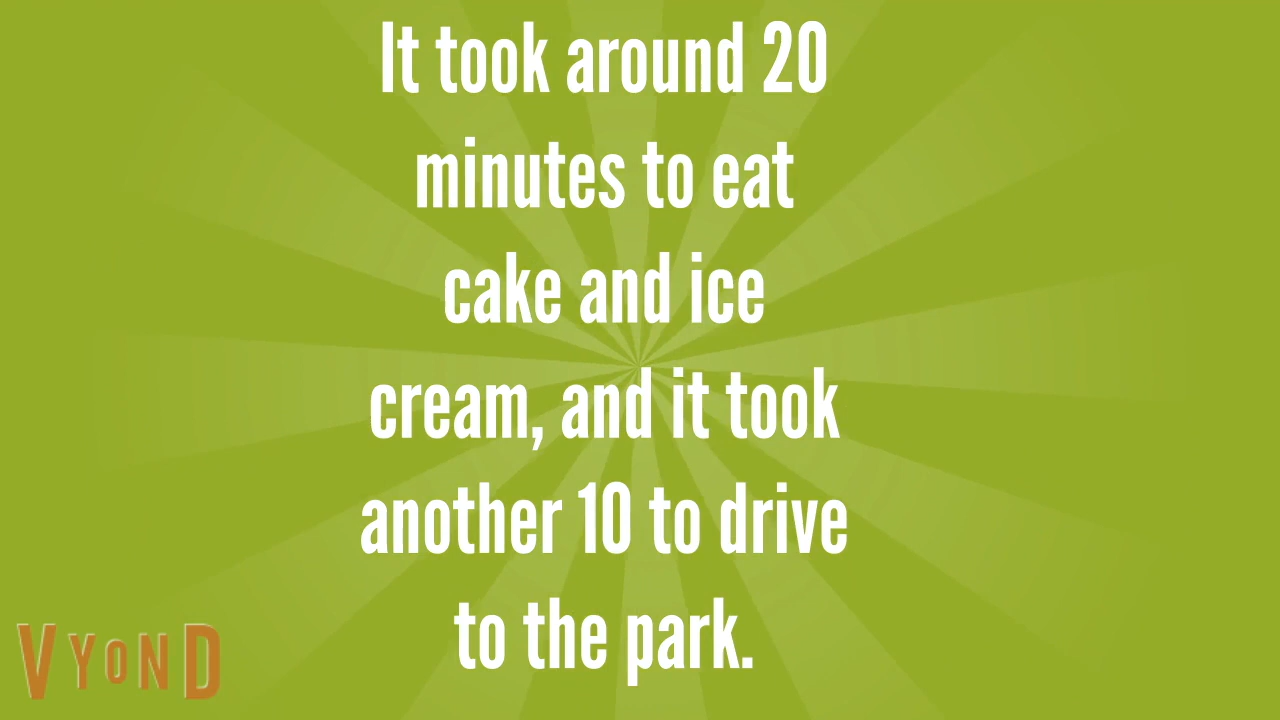 It took around 20
minutes to eat
cake and ice
cream, and it took
another 10 to drive
to the park.
VYOND